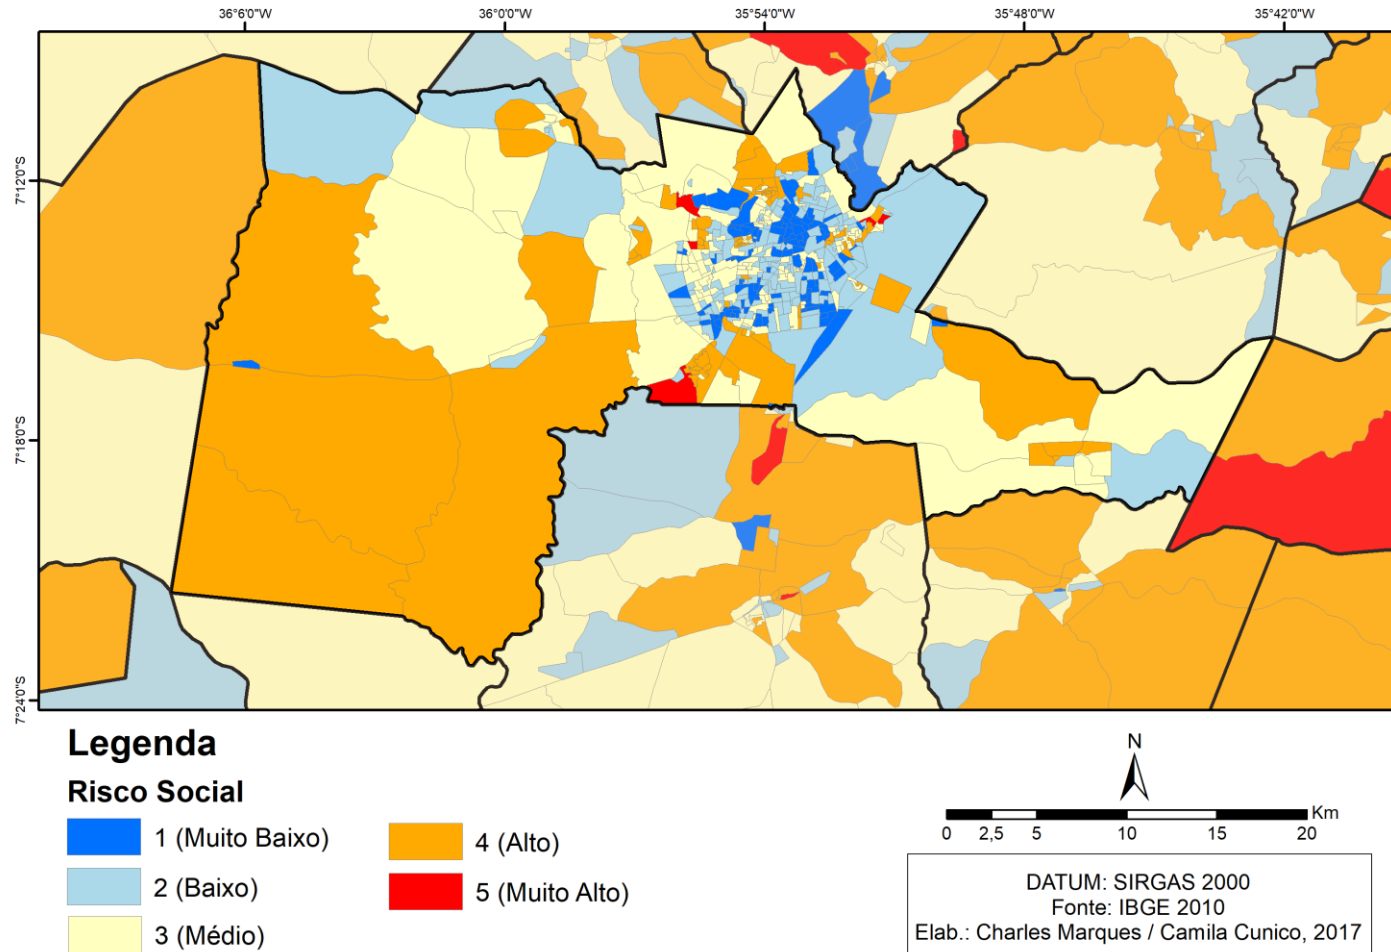 36°6'0"W
36°0'0"W
35°54'0"W
35°48'0"W
35°42'0"W
7°12'0"S
7°18'0"S
7°24'0"S
Legenda
Risco Social
1 (Muito Baixo)
2 (Baixo)
3 (Médio)
4 (Alto)
5 (Muito Alto)
N
Km
0 2,5 5 10 15 20
DATUM: SIRGAS 2000
Fonte: IBGE 2010
Elab.: Charles Marques / Camila Cunico, 2017